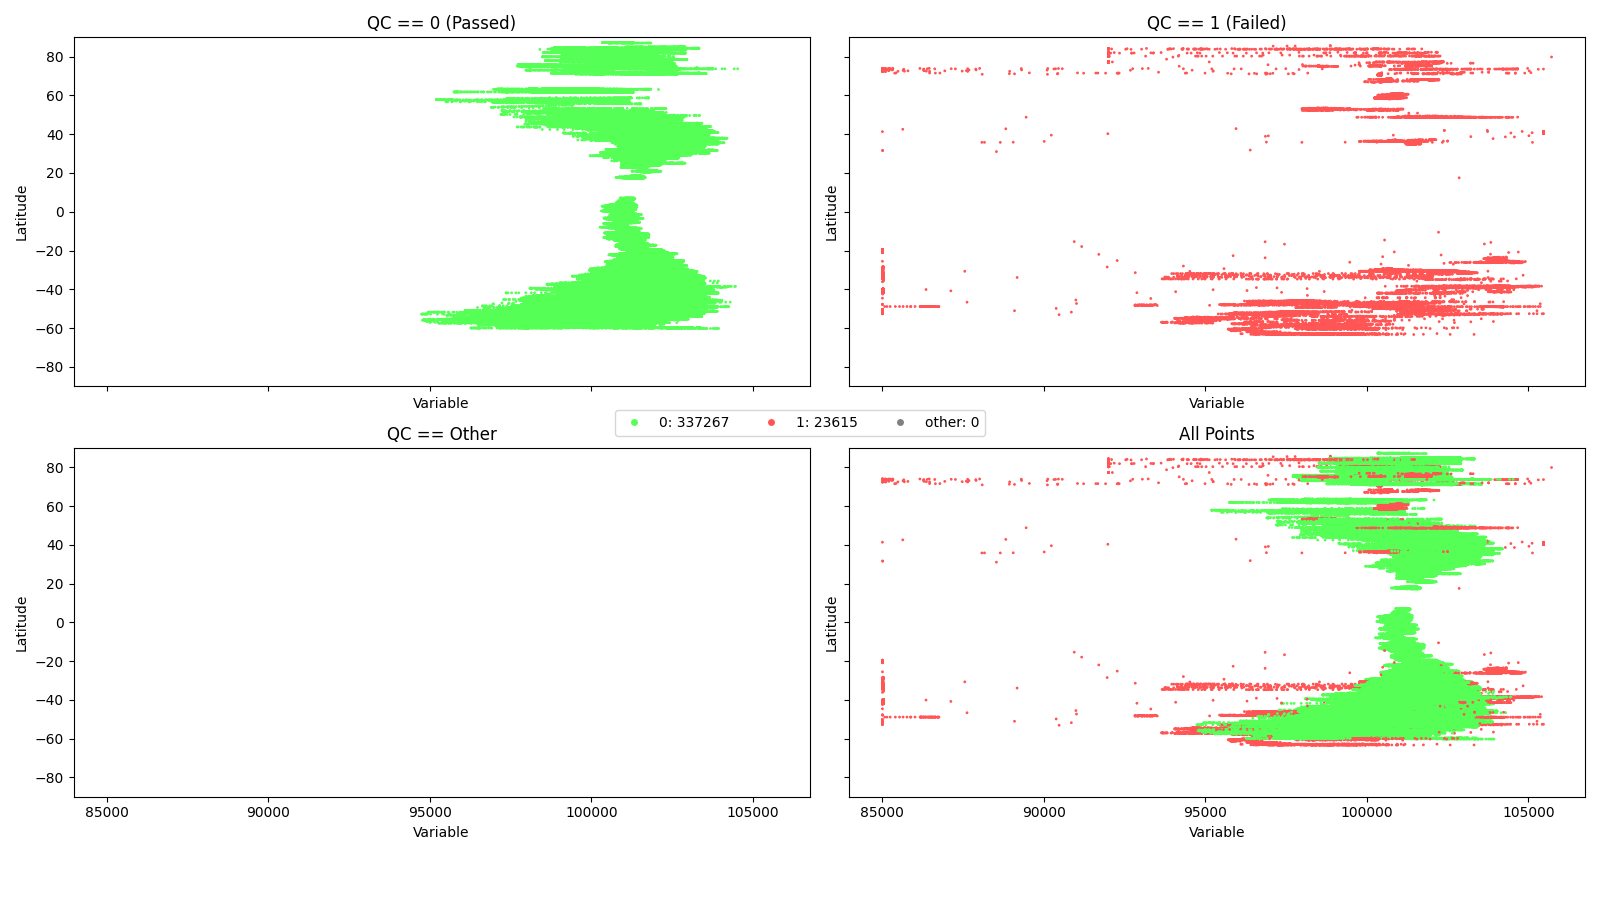 QC == 0 (Passed)
QC == 1 (Failed)
Latitude
80
60
40
20
0
−20
−40
−60
−80
Variable
Latitude
Variable
0: 337267
1: 23615
other: 0
QC == Other
All Points
Latitude
80
60
40
20
0
−20
−40
−60
−80
85000
90000
95000
100000
105000
Variable
Latitude
85000
90000
95000
100000
105000
Variable